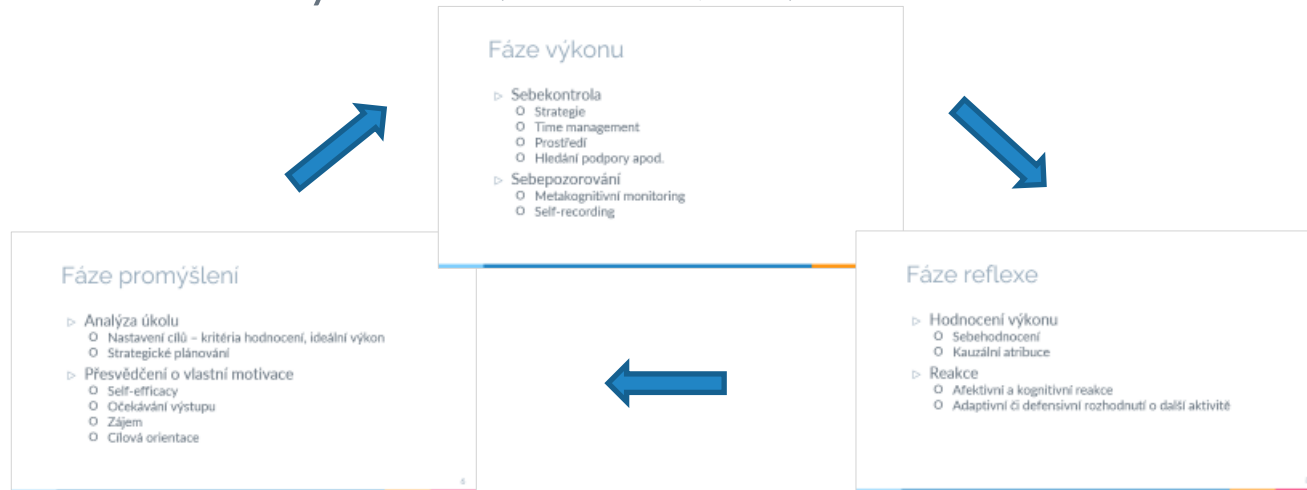 Fáze výkonu
▷ Sebekontrola
O Strategie
O Time management
O Prostředí
O Hledání podpory apod.
▷ Sebepozorování
O Metakognitivní monitoring
O Self-recording
Fáze promýšlení
▷ Analýza úkolu
O Nastavení cílů – kritéria hodnocení, ideální výkon
O Strategické plánování
▷ Přesvědčení o vlastní motivace
O Self-efficacy
O Očekávání výstupu
O Zájem
O Cílová orientace
6
Fáze reflexe
▷ Hodnocení výkonu
O Sebehodnocení
O Kauzální atribuce
▷ Reakce
O Afektivní a kognitivní reakce
O Adaptivní či defensivní rozhodnutí o další aktivitě